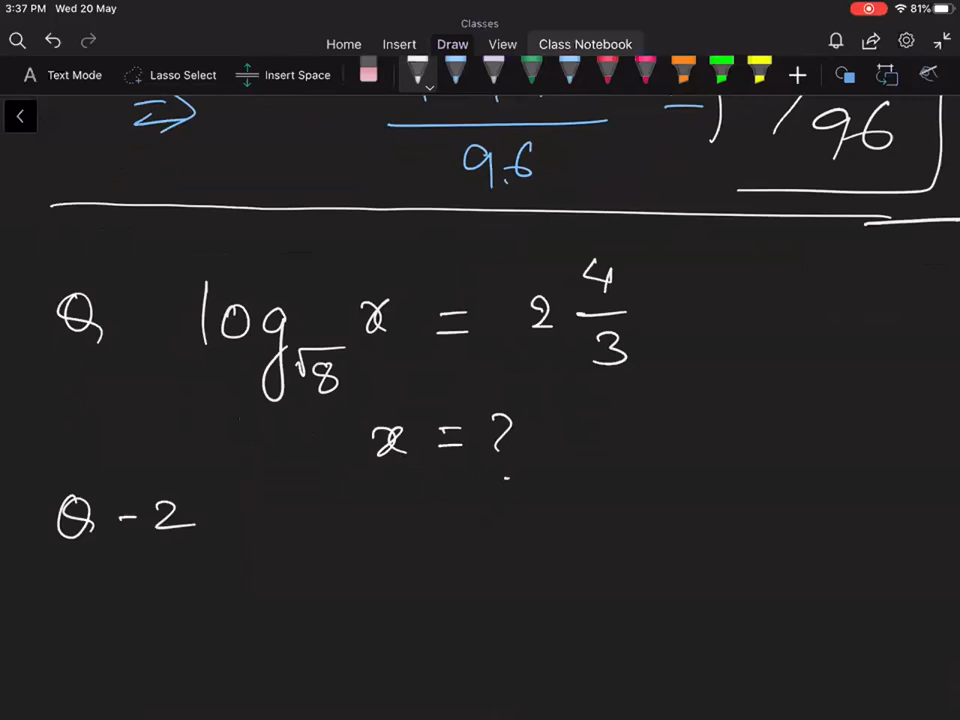 3:37 PM Wed 20 May
81%
Classes
Home Insert Draw View Class Notebook
A Text Mode Lasso Select Insert Space
⇒ 9.6 = 96
Q log√8 x = 2 4/3
x = ?
Q - 2